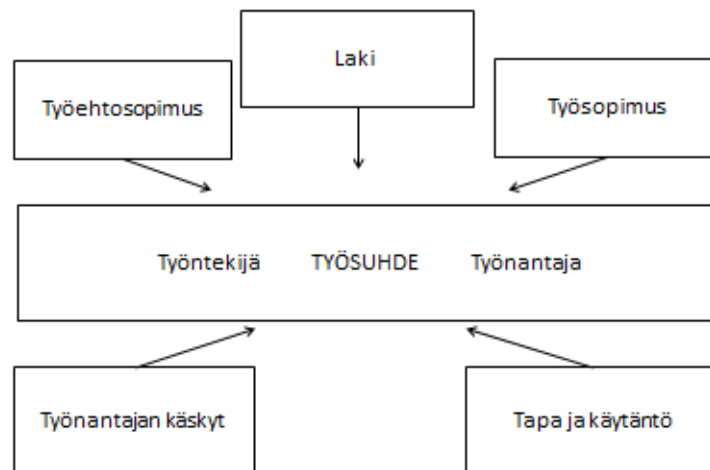 Laki
Työehtosopimus
Työsopimus
Työntekijä TYÖSUHDE Työnantaja
Työnantajan käskyt
Tapa ja käytäntö